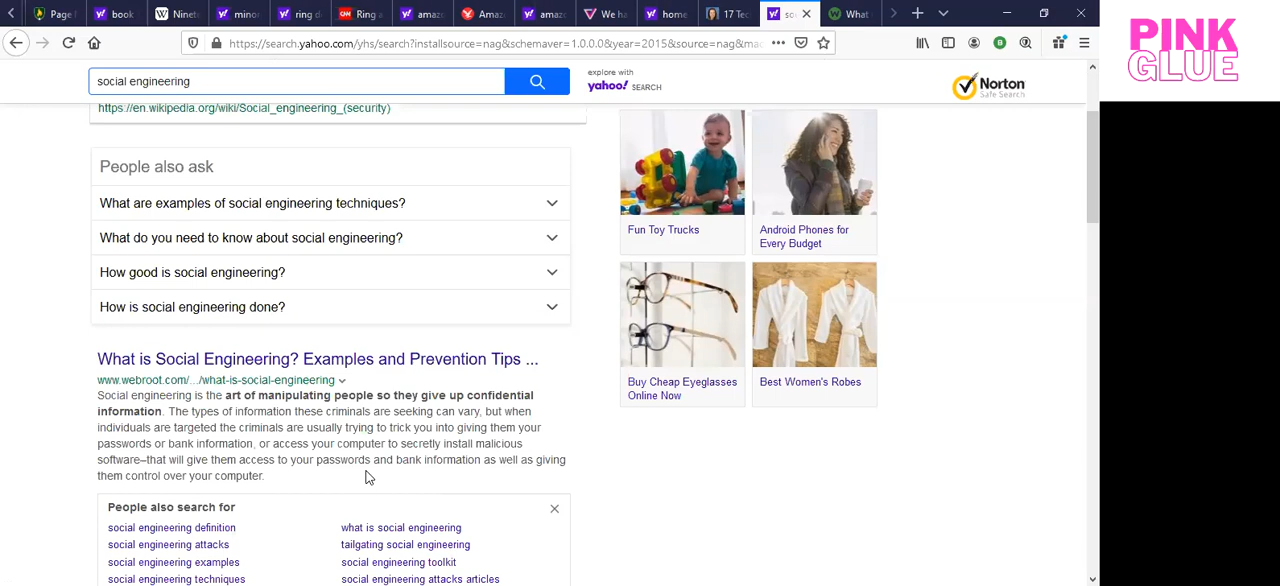 Page
book
W Ninet
mino
ring d
Ring a
amaz
Amaz
amaz
We ha
home
17 Tec
so
What
https://search.yahoo.com/yhs/search?installsource=nag&schemaver=1.0.0.0&year=2015&source=nag&mac
PINK
GLUE
social engineering
explore with
yahoo! SEARCH
Norton
Safe Search
https://en.wikipedia.org/wiki/Social_engineering_(security)
People also ask
What are examples of social engineering techniques?
What do you need to know about social engineering?
How good is social engineering?
How is social engineering done?
Fun Toy Trucks
Android Phones for
Every Budget
Buy Cheap Eyeglasses
Online Now
Best Women's Robes
What is Social Engineering? Examples and Prevention Tips ...
www.webroot.com/.../what-is-social-engineering
Social engineering is the art of manipulating people so they give up confidential
information. The types of information these criminals are seeking can vary, but when
individuals are targeted the criminals are usually trying to trick you into giving them your
passwords or bank information, or access your computer to secretly install malicious
software–that will give them access to your passwords and bank information as well as giving
them control over your computer.
People also search for
social engineering definition
what is social engineering
social engineering attacks
tailgating social engineering
social engineering examples
social engineering toolkit
social engineering techniques
social engineering attacks articles